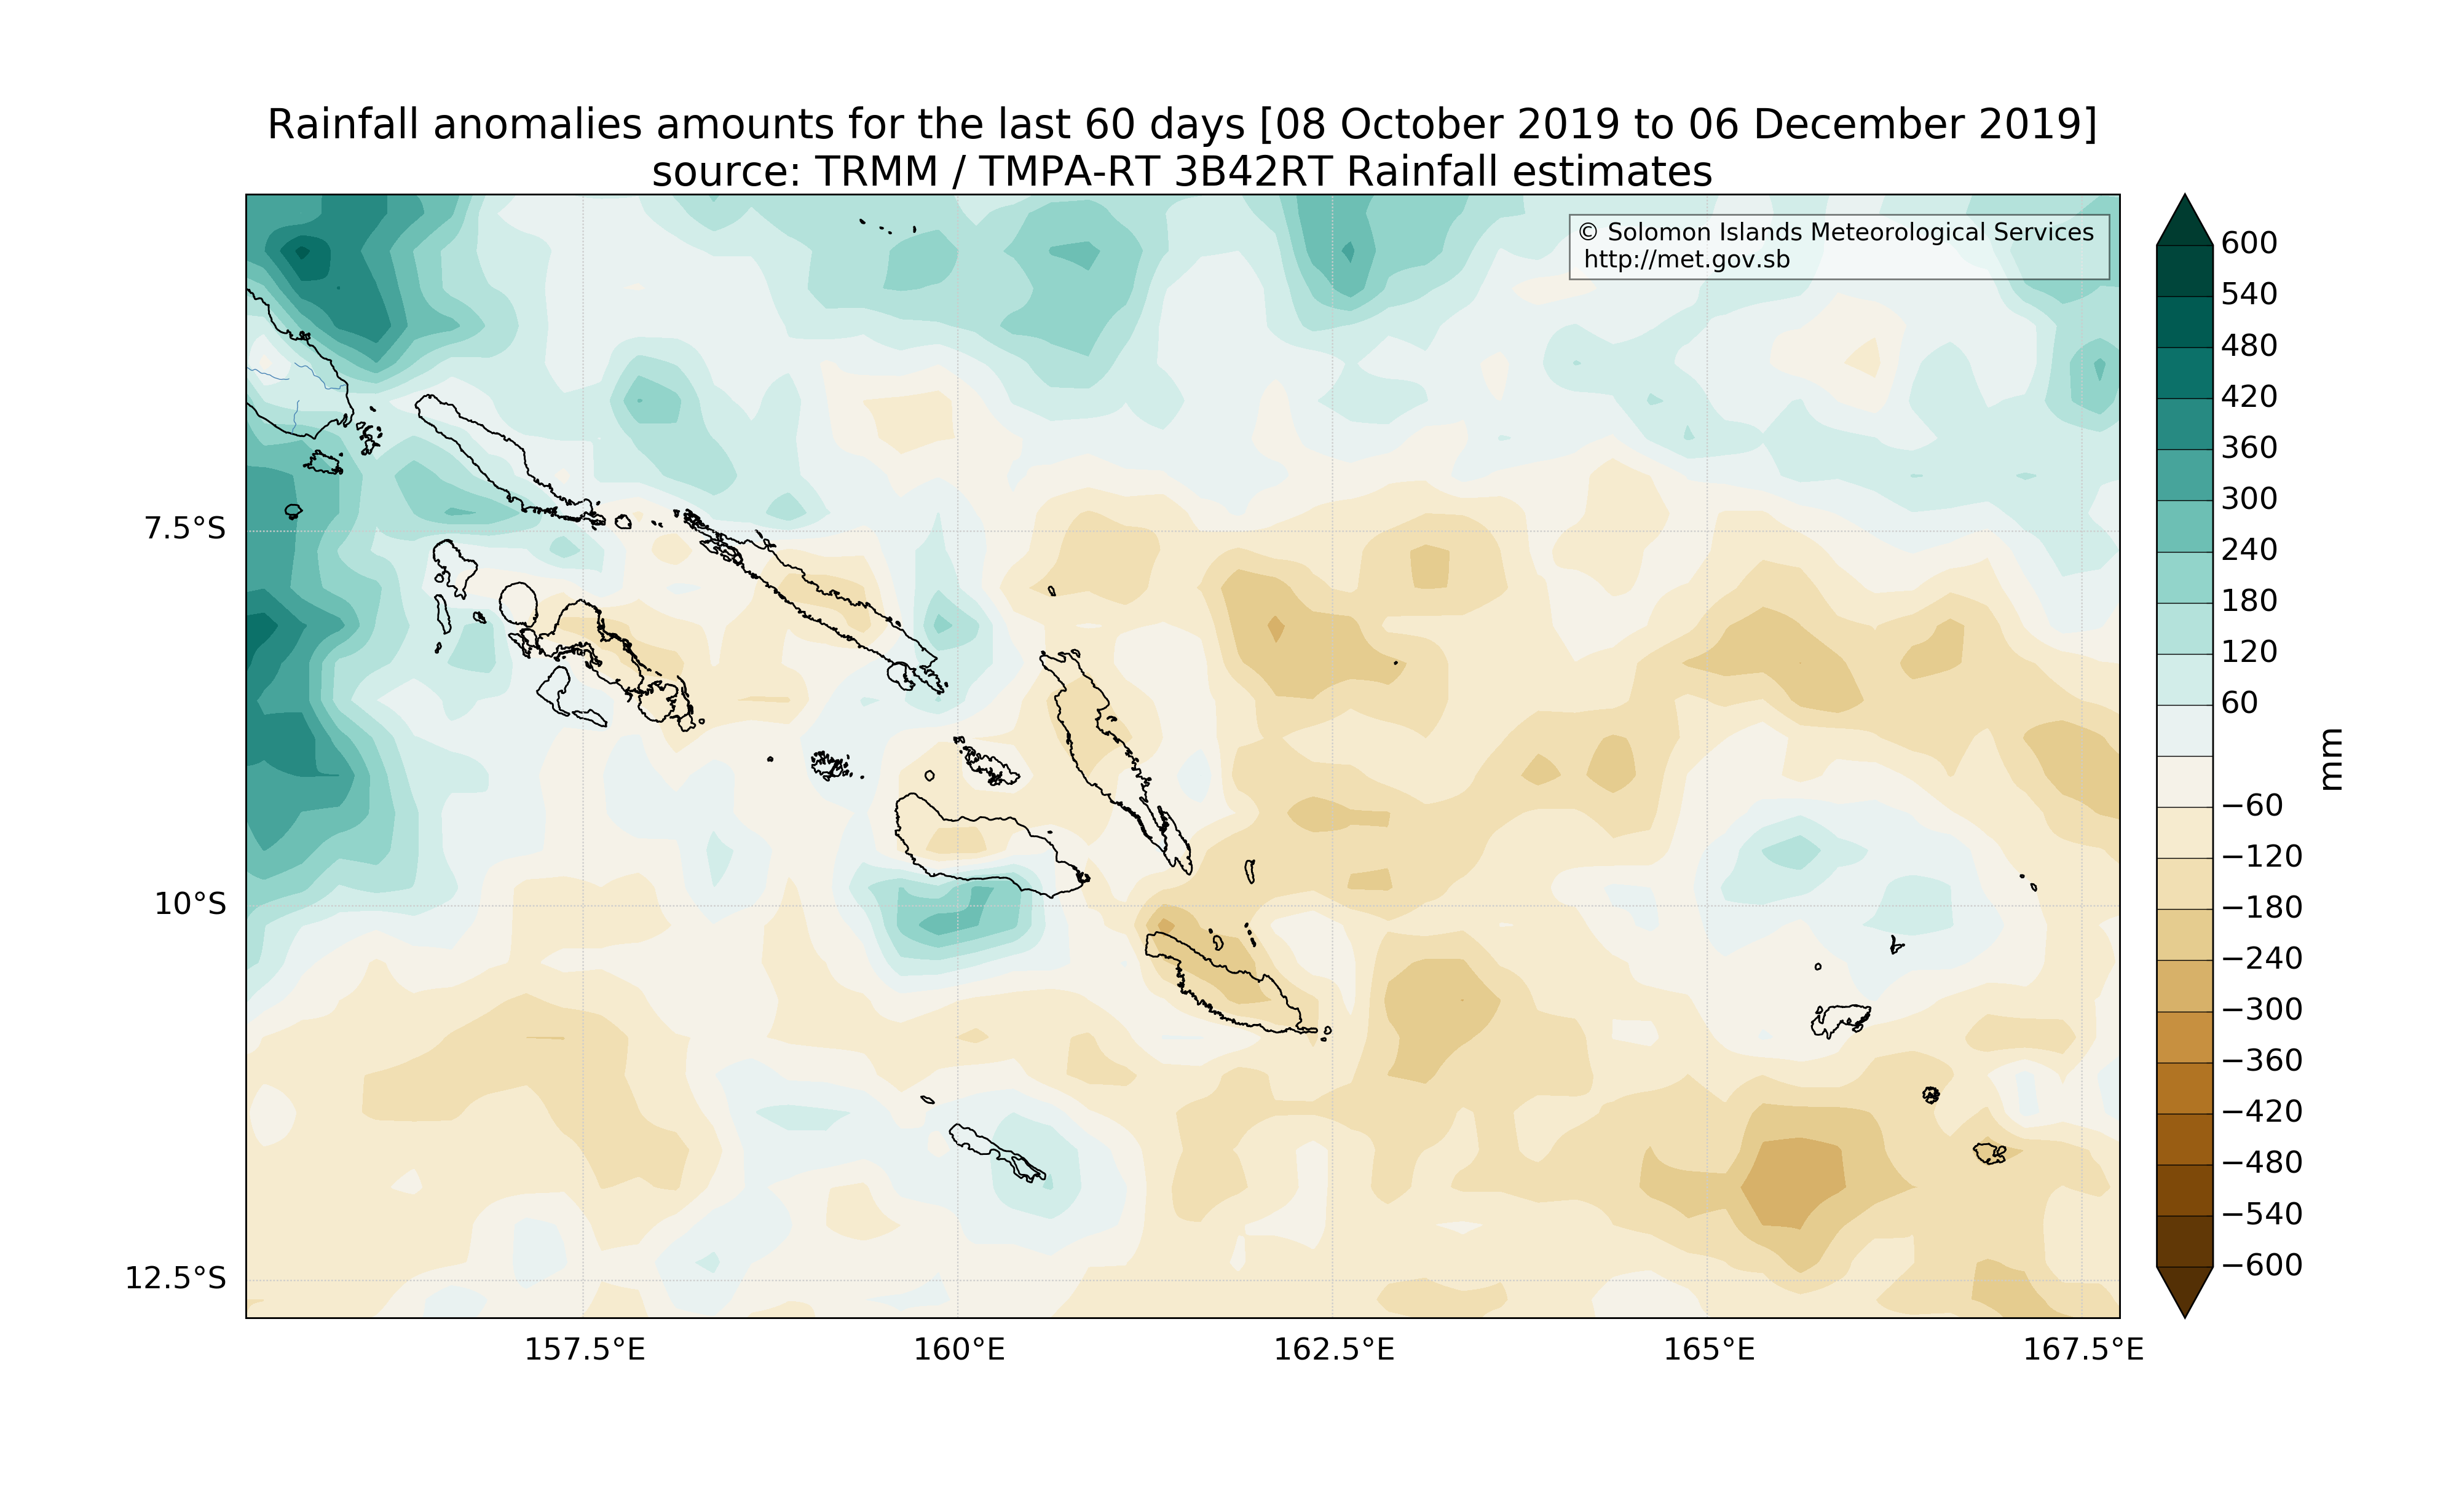 Rainfall anomalies amounts for the last 60 days [08 October 2019 to 06 December 2019]
source: TRMM / TMPA-RT 3B42RT Rainfall estimates
© Solomon Islands Meteorological Services
http://met.gov.sb
7.5°S
10°S
12.5°S
157.5°E
160°E
162.5°E
165°E
167.5°E
600
540
480
420
360
300
240
180
120
60
−60
−120
−180
−240
−300
−360
−420
−480
−540
−600
mm